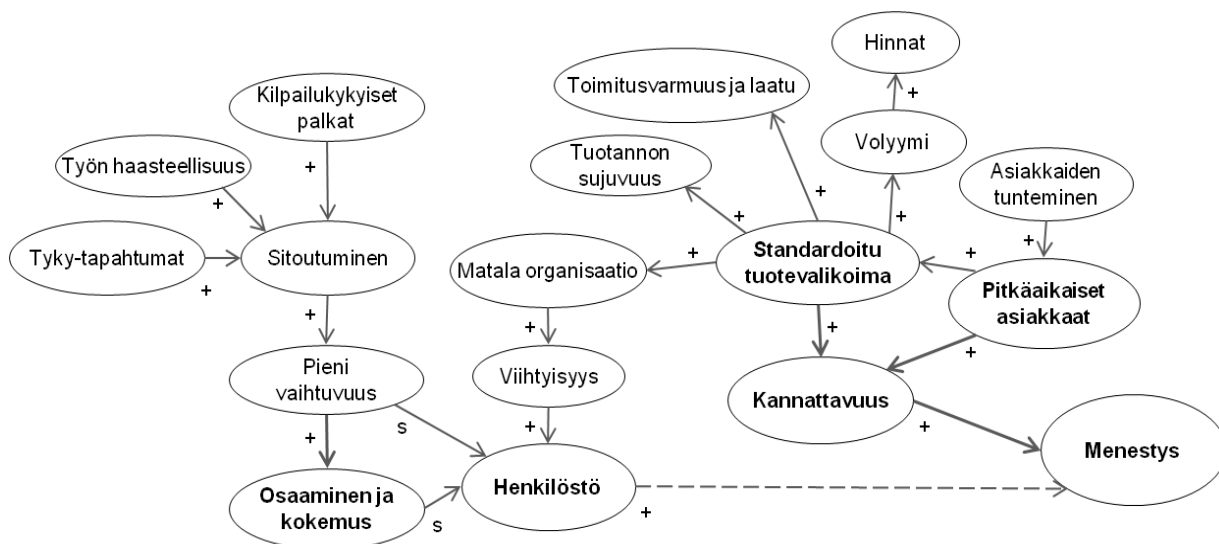 Hinnat
+
Toimitusvarmuus ja laatu
Kilpailukykyiset
palkat
+
Volyymi
Työn haasteellisuus
+
Tuotannon
sujuvuus
Asiakkaiden
tunteminen
+
+
+
+
+
Tyky-tapahtumat
+
Sitoutuminen
Matala organisaatio
+
Standardoitu
tuotevalikoima
+
Pitkäaikaiset
asiakkaat
+
+
+
+
Pieni
vaihtuvuus
Viihtyisyys
Kannattavuus
+
s
+
+
Menestys
Osaaminen ja
kokemus
s
Henkilöstö
+